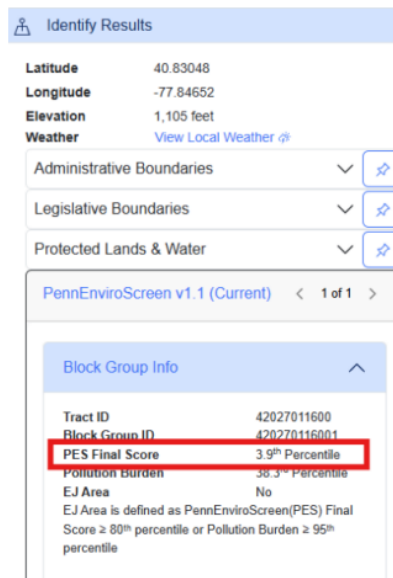 Identify Results
Latitude 40.83048
Longitude -77.84652
Elevation 1,105 feet
Weather View Local Weather
Administrative Boundaries
Legislative Boundaries
Protected Lands & Water
PennEnviroScreen v1.1 (Current) < 1 of 1 >
Block Group Info
Tract ID 42027011600
Block Group ID 420270116001
PES Final Score 3.9th Percentile
Pollution Burden 38.3rd Percentile
EJ Area No
EJ Area is defined as PennEnviroScreen(PES) Final
Score ≥ 80th percentile or Pollution Burden ≥ 95th
percentile